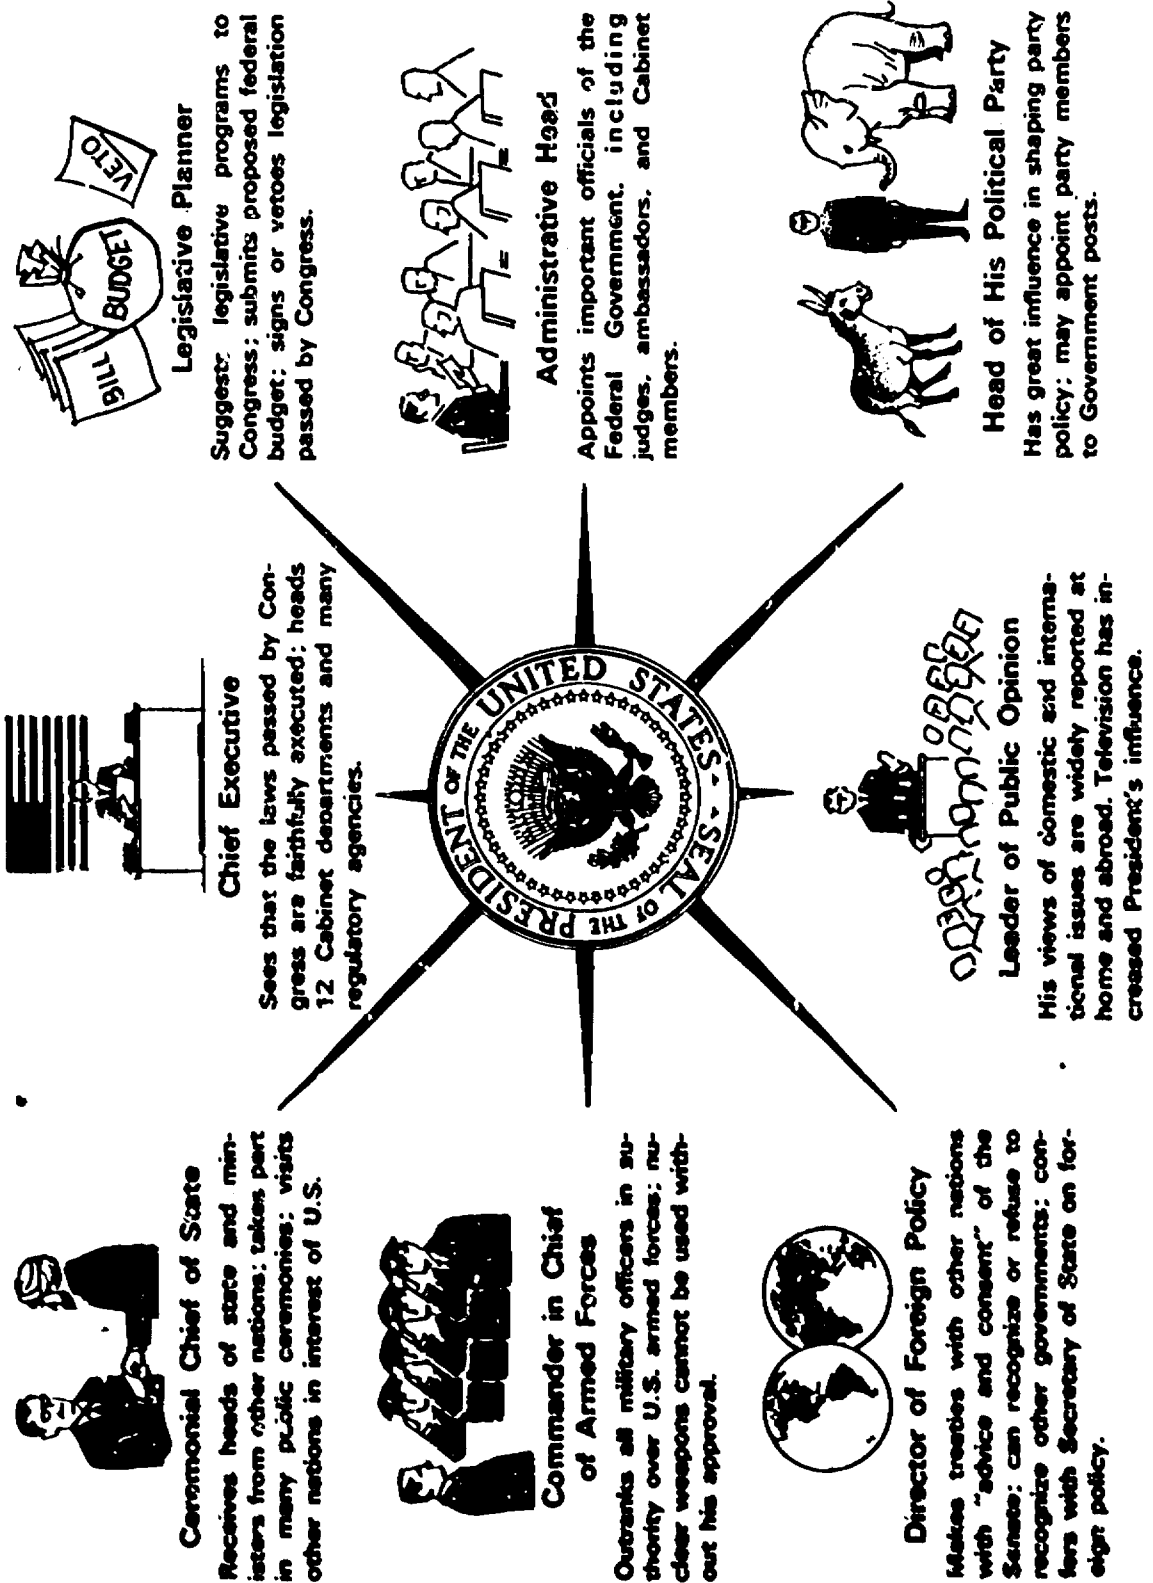 Ceremonial Chief of State
Receives heads of state and min-
isters from other nations; takes part
in many public ceremonies; visits
other nations in interest of U.S.
Chief Executive
Sees that the laws passed by Con-
gress are faithfully executed; heads
12 Cabinet departments and many
regulatory agencies.
BILL
BUDGET
VETO
Legislative Planner
Suggests legislative programs to
Congress; submits proposed federal
budget; signs or vetoes legislation
passed by Congress.
Commander in Chief
of Armed Forces
Outranks all military officers in au-
thority over U.S. armed forces; nu-
clear weapons cannot be used with-
out his approval.
SEAL OF THE PRESIDENT OF THE UNITED STATES
Administrative Head
Appoints important officials of the
Federal Government, including
judges, ambassadors, and Cabinet
members.
Director of Foreign Policy
Makes treaties with other nations
with "advice and consent" of the
Senate; can recognize or refuse to
recognize other governments; con-
fers with Secretary of State on for-
eign policy.
Leader of Public Opinion
His views of domestic and interna-
tional issues are widely reported at
home and abroad. Television has in-
creased President's influence.
Head of His Political Party
Has great influence in shaping party
policy; may appoint party members
to Government posts.